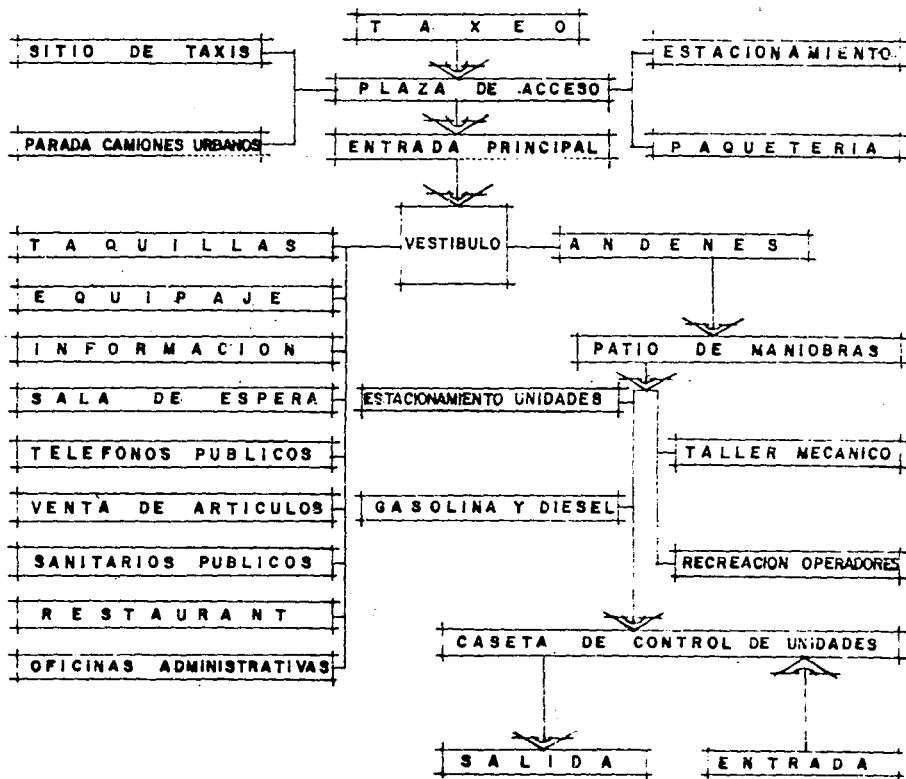 TAXEO
SITIO DE TAXIS
ESTACIONAMIENTO
PLAZA DE ACCESO
PARADA CAMIONES URBANOS
ENTRADA PRINCIPAL
PAQUETERIA
TAQUILLAS
VESTIBULO
ANDENES
EQUIPAJE
INFORMACION
PATIO DE MANIOBRAS
SALA DE ESPERA
ESTACIONAMIENTO UNIDADES
TELEFONOS PUBLICOS
TALLER MECANICO
VENTA DE ARTICULOS
GASOLINA Y DIESEL
SANITARIOS PUBLICOS
RECREACION OPERADORES
RESTAURANT
CASETA DE CONTROL DE UNIDADES
OFICINAS ADMINISTRATIVAS
SALIDA
ENTRADA